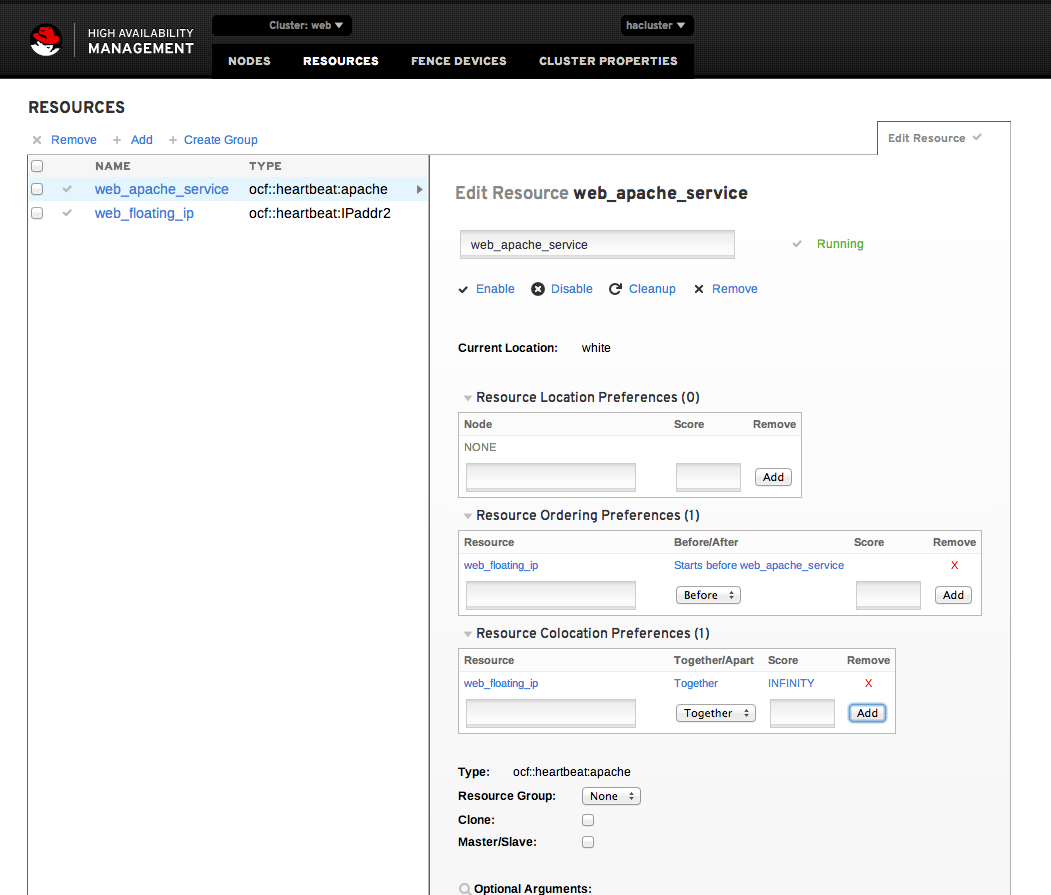 HIGH AVAILABILITY
MANAGEMENT
Cluster: web
hacluster
NODES RESOURCES FENCE DEVICES CLUSTER PROPERTIES
RESOURCES
Remove Add Create Group
Edit Resource
NAME TYPE
web_apache_service ocf::heartbeat:apache
web_floating_ip ocf::heartbeat:IPaddr2
Edit Resource web_apache_service
web_apache_service
Running
Enable Disable Cleanup Remove
Current Location: white
Resource Location Preferences (0)
Node Score Remove
NONE
Add
Resource Ordering Preferences (1)
Resource Before/After Score Remove
web_floating_ip Starts before web_apache_service X
Before Add
Resource Colocation Preferences (1)
Resource Together/Apart Score Remove
web_floating_ip Together INFINITY X
Together Add
Type: ocf::heartbeat:apache
Resource Group: None
Clone:
Master/Slave:
Optional Arguments: